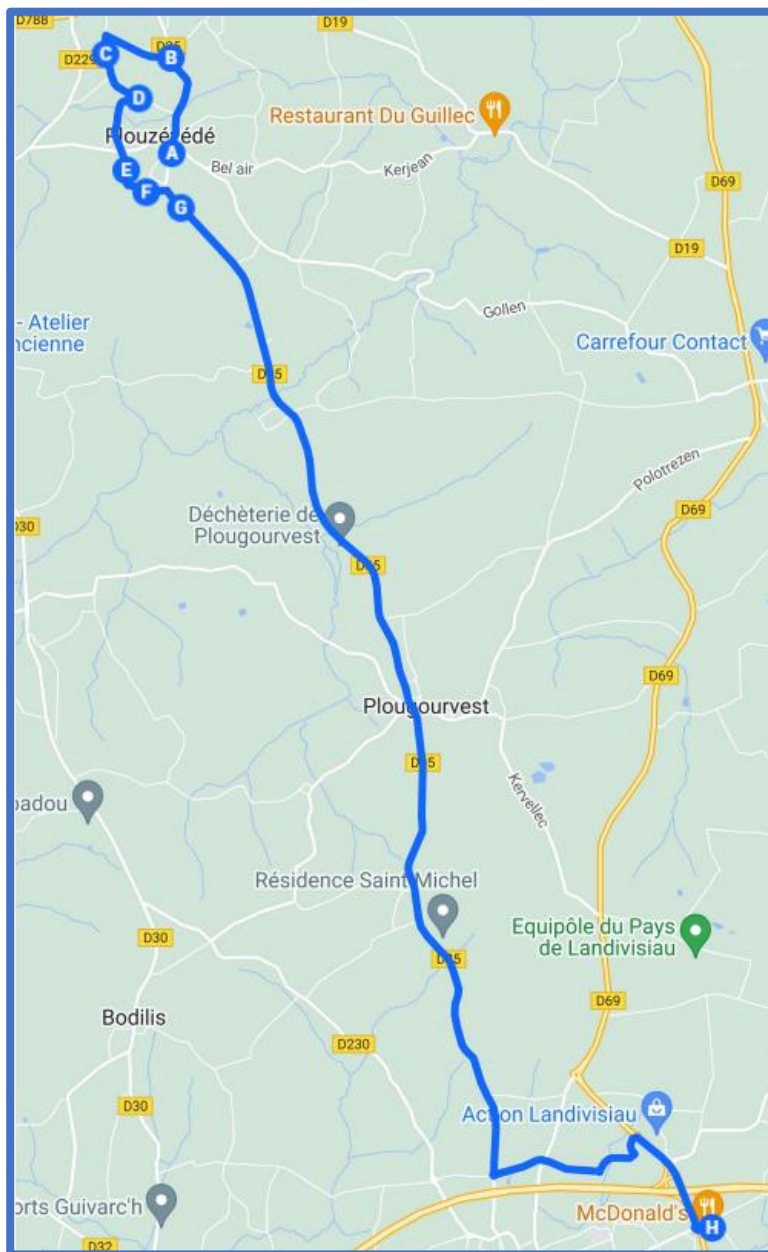 D788
D19
C
D229
B
D35
D
Restaurant Du Guillec
Plouzévédé
A
Bel air
Kerjean
E
F
G
D69
D19
Gollen
- Atelier
ncienne
Carrefour Contact
D35
Polotrezen
Déchèterie de
Plougourvest
D69
D30
D35
D69
Plougourvest
D35
Kervellec
badou
Résidence Saint Michel
Equipôle du Pays
de Landivisiau
D30
D35
D69
Bodilis
D230
D30
Action Landivisiau
orts Guivarc'h
McDonald's
H
D32